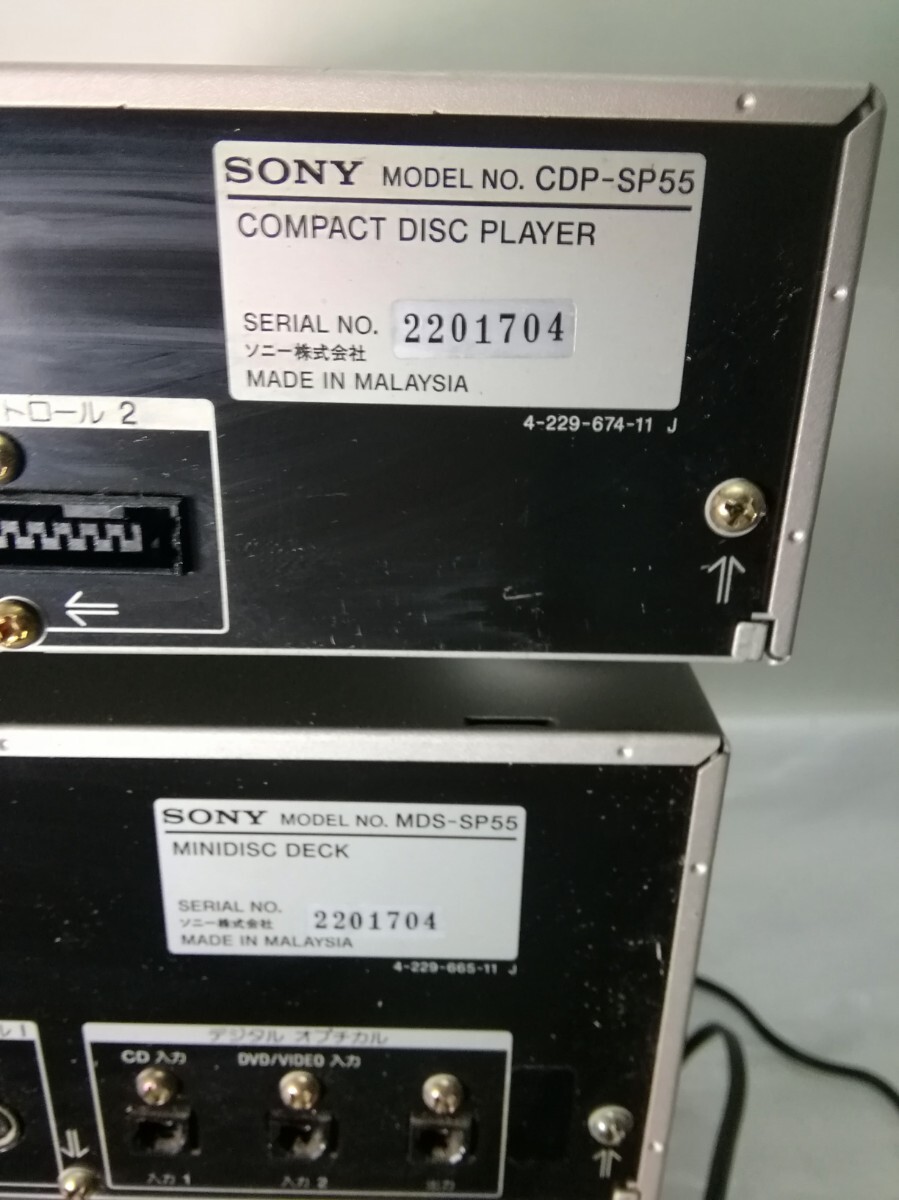 SONY MODEL NO. CDP-SP55
COMPACT DISC PLAYER
SERIAL NO. 2201704
ソニー株式会社
MADE IN MALAYSIA
4-229-674-11 J
トロール 2
SONY MODEL NO. MDS-SP55
MINIDISC DECK
SERIAL NO. 2201704
ソニー株式会社
MADE IN MALAYSIA
4-229-665-11 J
ル 1
デジタル オプチカル
CD 入力 DVD/VIDEO 入力
入力 1 入力 2 出力